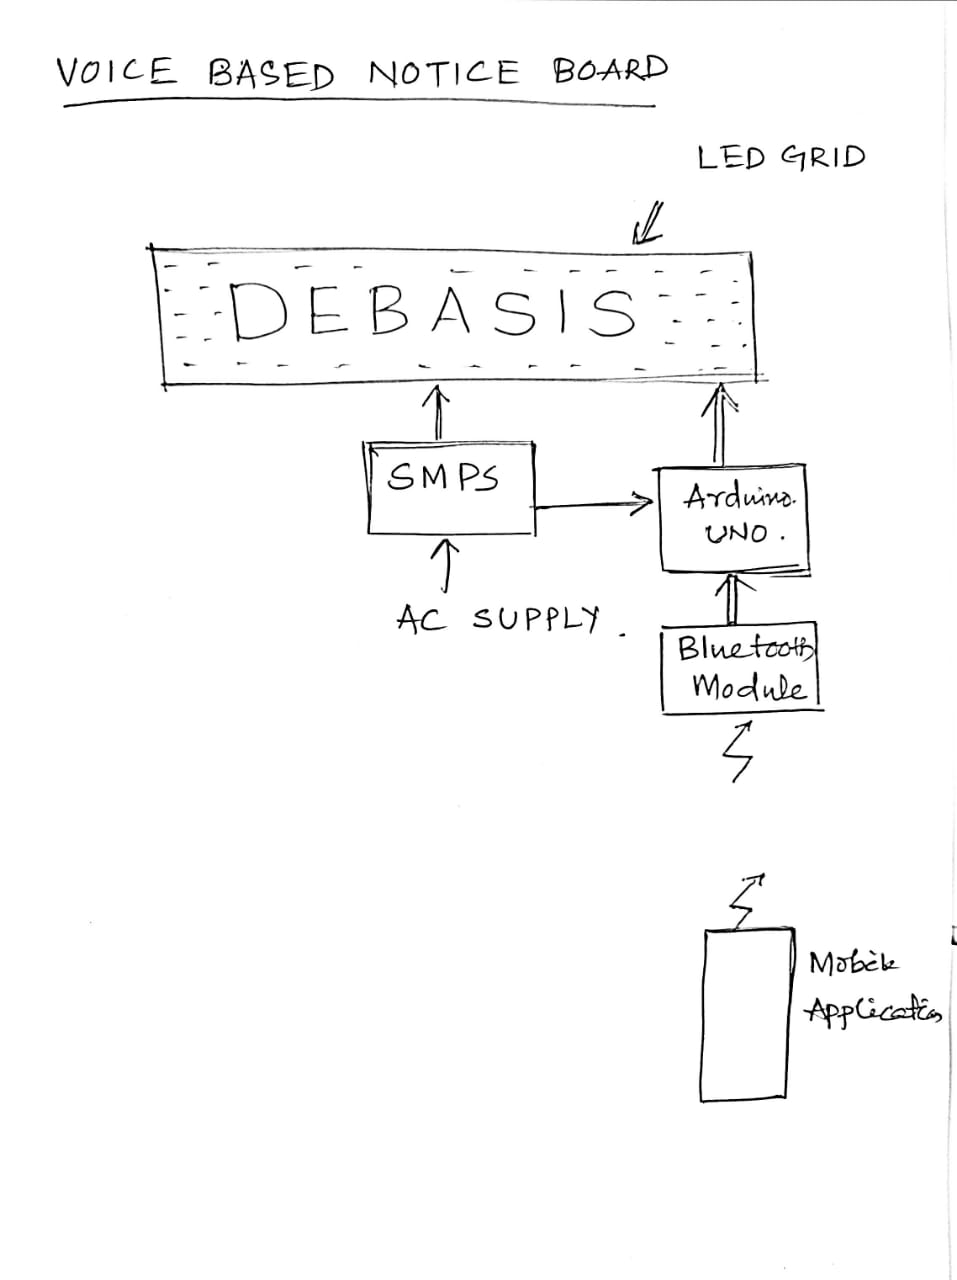 VOICE BASED NOTICE BOARD
LED GRID
DEBASIS
SMPS
Arduino.
UNO.
AC SUPPLY.
Bluetooth
Module
Mobile
Application